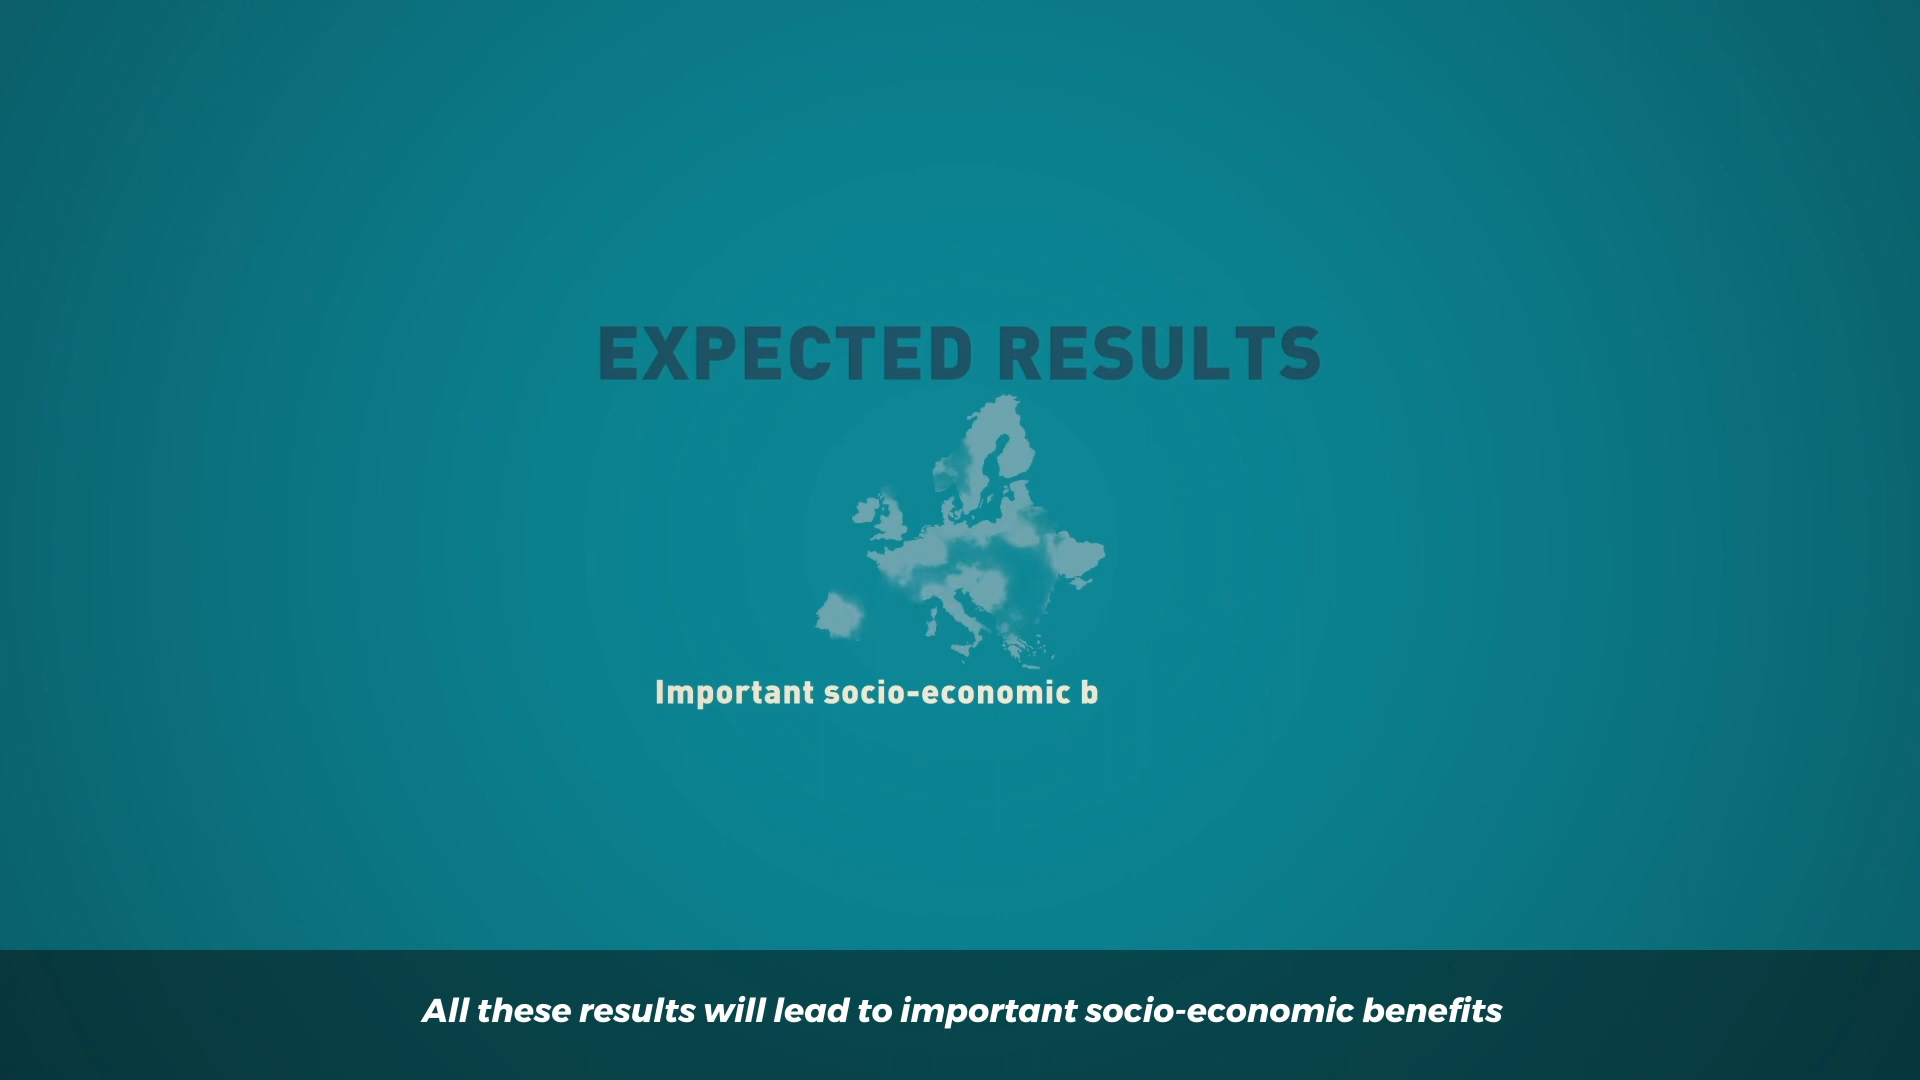 EXPECTED RESULTS
Important socio-economic b
All these results will lead to important socio-economic benefits